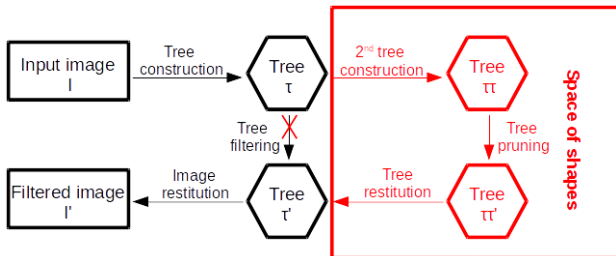 Input image
I
Tree
construction
Tree
τ
2nd tree
construction
Tree
ττ
Space of shapes
Tree
filtering
Tree
pruning
Filtered image
I'
Image
restitution
Tree
τ'
Tree
restitution
Tree
ττ'